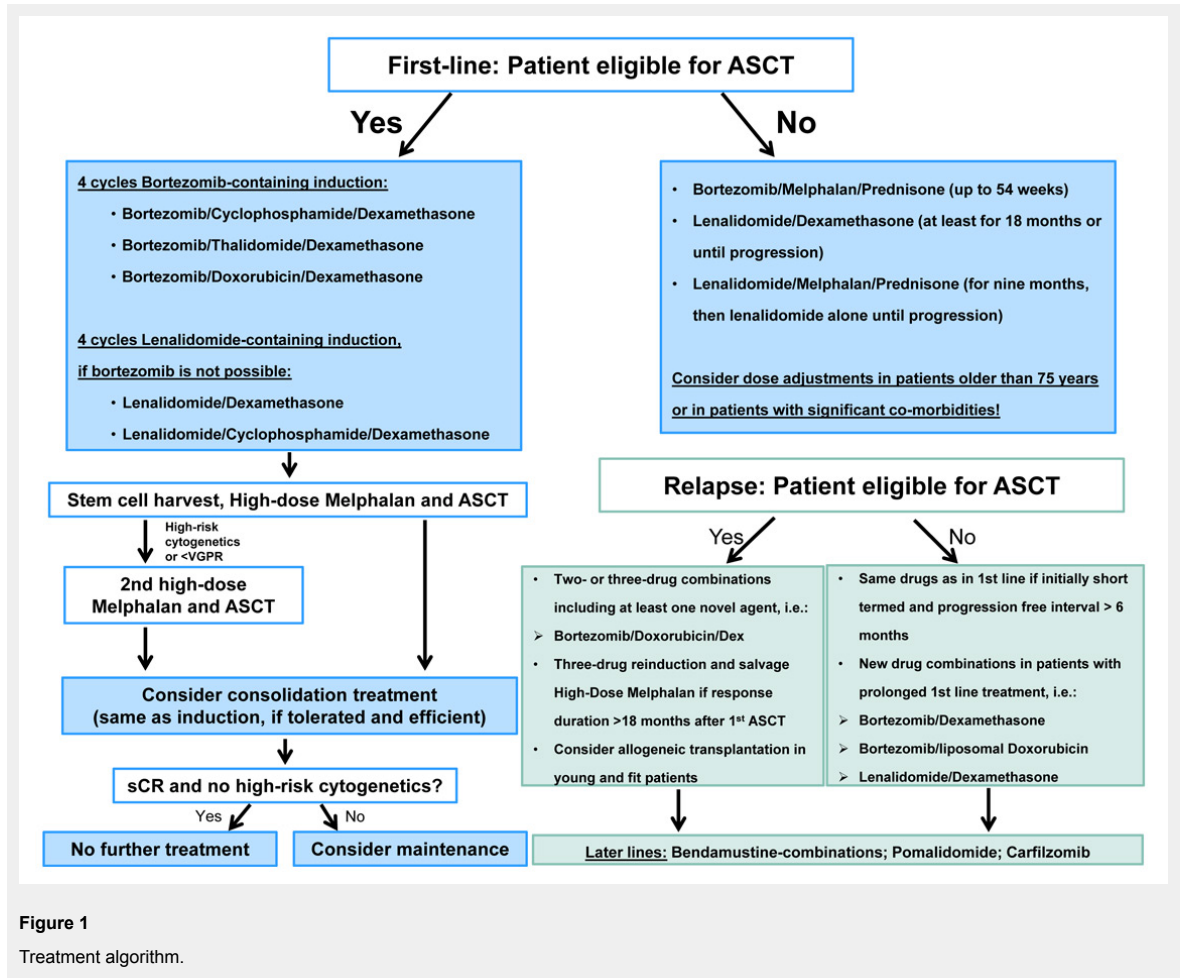 First-line: Patient eligible for ASCT
Yes
No
4 cycles Bortezomib-containing induction:
• Bortezomib/Cyclophosphamide/Dexamethasone
• Bortezomib/Thalidomide/Dexamethasone
• Bortezomib/Doxorubicin/Dexamethasone
4 cycles Lenalidomide-containing induction,
if bortezomib is not possible:
• Lenalidomide/Dexamethasone
• Lenalidomide/Cyclophosphamide/Dexamethasone
• Bortezomib/Melphalan/Prednisone (up to 54 weeks)
• Lenalidomide/Dexamethasone (at least for 18 months or
until progression)
• Lenalidomide/Melphalan/Prednisone (for nine months,
then lenalidomide alone until progression)
Consider dose adjustments in patients older than 75 years
or in patients with significant co-morbidities!
Stem cell harvest, High-dose Melphalan and ASCT
High-risk
cytogenetics
or <VGPR
2nd high-dose
Melphalan and ASCT
Consider consolidation treatment
(same as induction, if tolerated and efficient)
sCR and no high-risk cytogenetics?
Yes
No
No further treatment
Consider maintenance
Relapse: Patient eligible for ASCT
Yes
No
• Two- or three-drug combinations
including at least one novel agent, i.e.:
➢ Bortezomib/Doxorubicin/Dex
• Three-drug reinduction and salvage
High-Dose Melphalan if response
duration >18 months after 1st ASCT
• Consider allogeneic transplantation in
young and fit patients
• Same drugs as in 1st line if initially short
termed and progression free interval > 6
months
• New drug combinations in patients with
prolonged 1st line treatment, i.e.:
➢ Bortezomib/Dexamethasone
➢ Bortezomib/liposomal Doxorubicin
➢ Lenalidomide/Dexamethasone
Later lines: Bendamustine-combinations; Pomalidomide; Carfilzomib
Figure 1
Treatment algorithm.